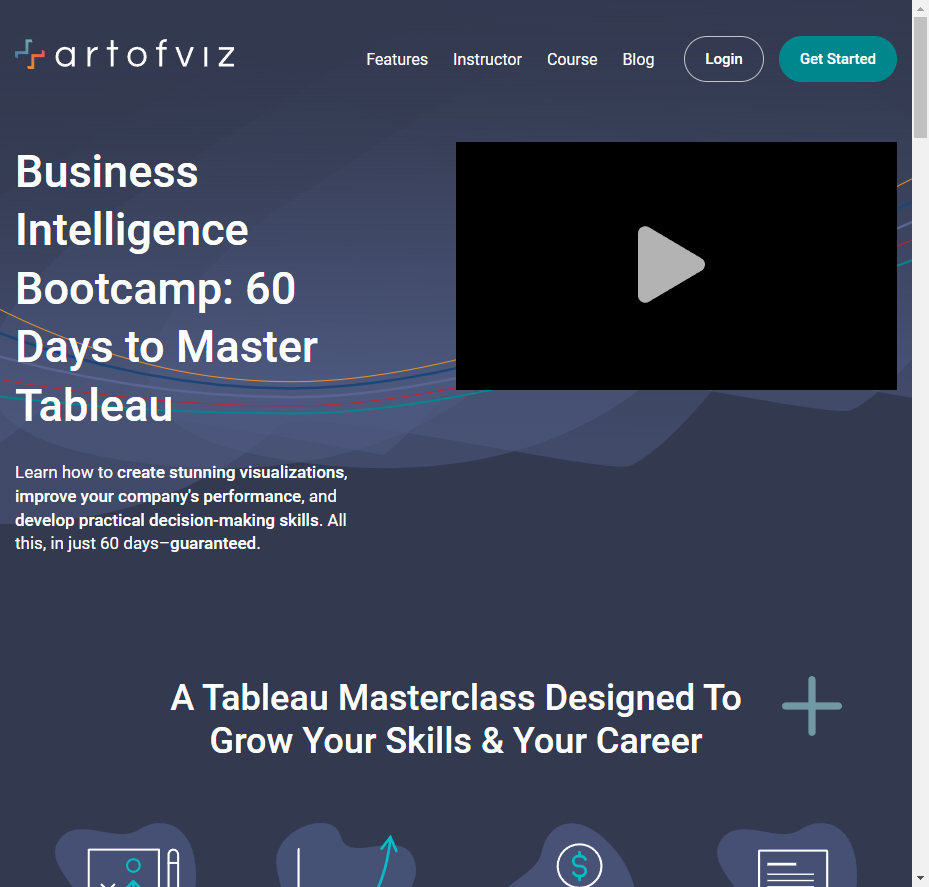 artofviz
Features
Instructor
Course
Blog
Login
Get Started
Business
Intelligence
Bootcamp: 60
Days to Master
Tableau
Learn how to create stunning visualizations,
improve your company's performance, and
develop practical decision-making skills. All
this, in just 60 days–guaranteed.
A Tableau Masterclass Designed To
Grow Your Skills & Your Career
$